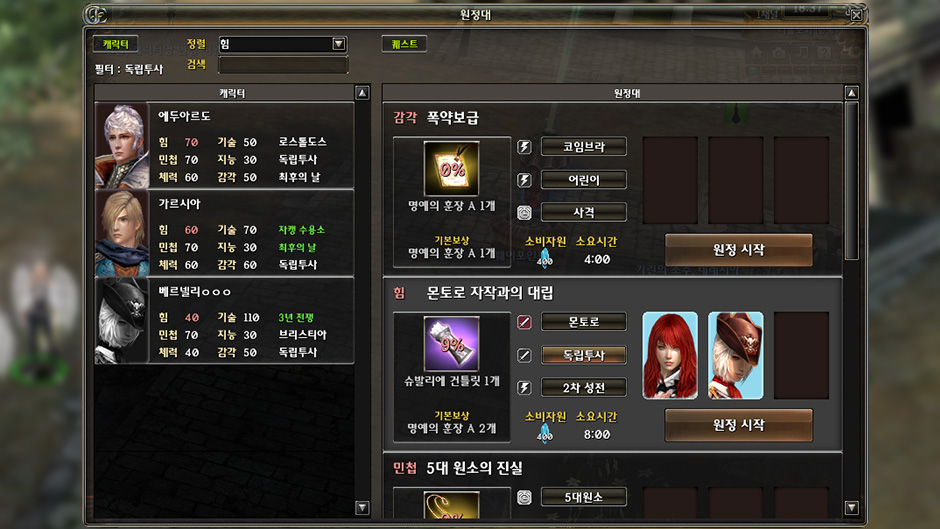 원정대
캐릭터 정렬 힘 퀘스트
필터 : 독립투사 검색
캐릭터
에두아르도
힘 70 기술 50 로스톨도스
민첩 70 지능 30 독립투사
체력 60 감각 50 최후의 날
가르시아
힘 60 기술 70 자켕 수용소
민첩 70 지능 30 최후의 날
체력 60 감각 60 독립투사
베르넬리ㅇㅇㅇ
힘 40 기술 110 3년 전쟁
민첩 70 지능 30 브리스티아
체력 40 감각 50 독립투사
원정대
감각 폭약보급
0%
명예의 훈장 A 1개
기본보상
명예의 훈장 A 1개
코임브라
어린이
사격
소비자원 소요시간
400 4:00
원정 시작
힘 몬토로 자작과의 대립
9%
슈발리에 건틀릿 1개
기본보상
명예의 훈장 A 2개
몬토로
독립투사
2차 성전
소비자원 소요시간
400 8:00
원정 시작
민첩 5대 원소의 진실
5대원소